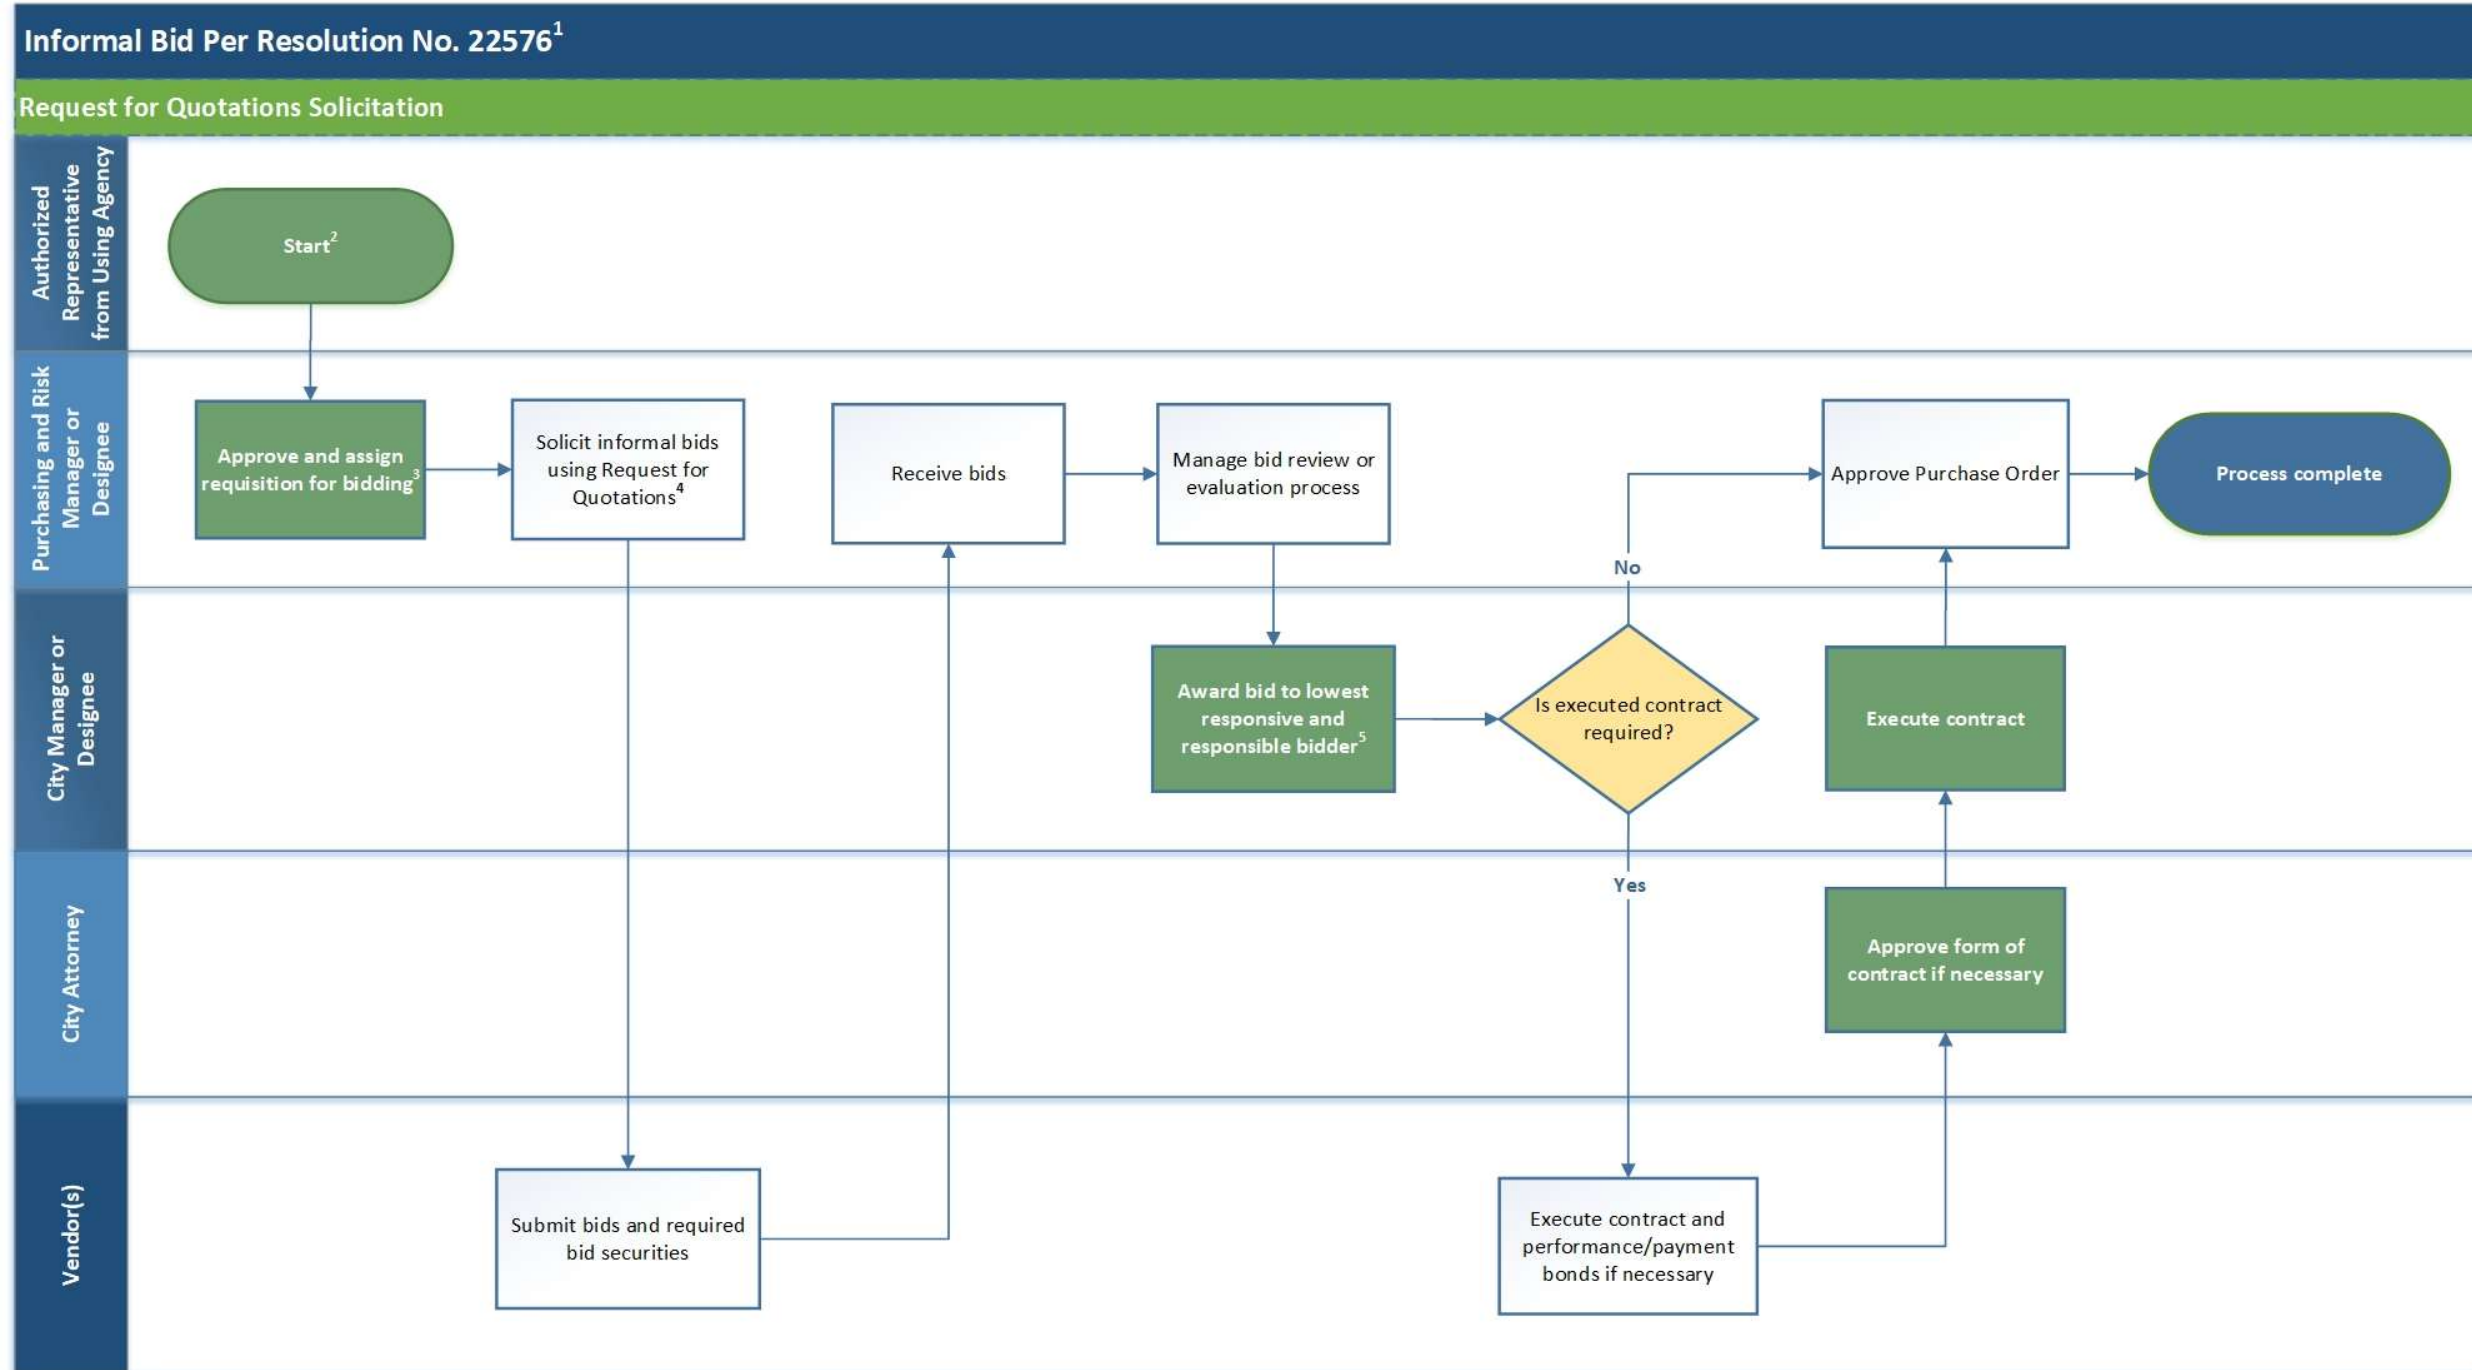 Informal Bid Per Resolution No. 22576¹
Request for Quotations Solicitation
Authorized
Representative
from Using Agency
Start²
Purchasing and Risk
Manager or
Designee
Approve and assign
requisition for bidding³
Solicit informal bids
using Request for
Quotations⁴
Receive bids
Manage bid review or
evaluation process
Approve Purchase Order
Process complete
No
City Manager or
Designee
Award bid to lowest
responsive and
responsible bidder⁵
Is executed contract
required?
Execute contract
Yes
City Attorney
Approve form of
contract if necessary
Vendor(s)
Submit bids and required
bid securities
Execute contract and
performance/payment
bonds if necessary